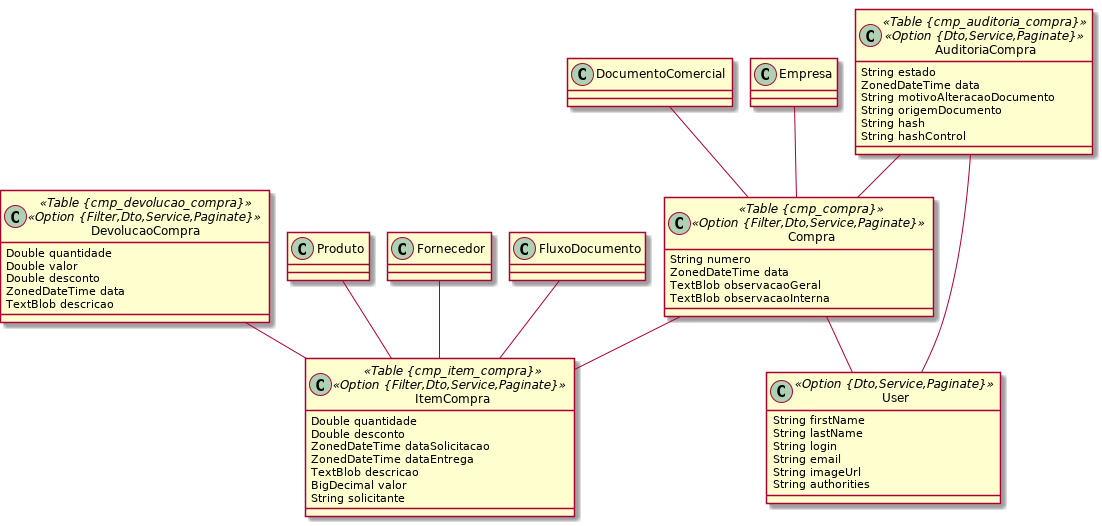 «Table {cmp_auditoria_compra}»
«Option {Dto,Service,Paginate}»
C AuditoriaCompra
String estado
ZonedDateTime data
String motivoAlteracaoDocumento
String origemDocumento
String hash
String hashControl
C DocumentoComercial
C Empresa
«Table {cmp_devolucao_compra}»
«Option {Filter,Dto,Service,Paginate}»
C DevolucaoCompra
Double quantidade
Double valor
Double desconto
ZonedDateTime data
TextBlob descricao
C Produto
C Fornecedor
C FluxoDocumento
«Table {cmp_compra}»
«Option {Filter,Dto,Service,Paginate}»
C Compra
String numero
ZonedDateTime data
TextBlob observacaoGeral
TextBlob observacaoInterna
«Table {cmp_item_compra}»
«Option {Filter,Dto,Service,Paginate}»
C ItemCompra
Double quantidade
Double desconto
ZonedDateTime dataSolicitacao
ZonedDateTime dataEntrega
TextBlob descricao
BigDecimal valor
String solicitante
«Option {Dto,Service,Paginate}»
C User
String firstName
String lastName
String login
String email
String imageUrl
String authorities